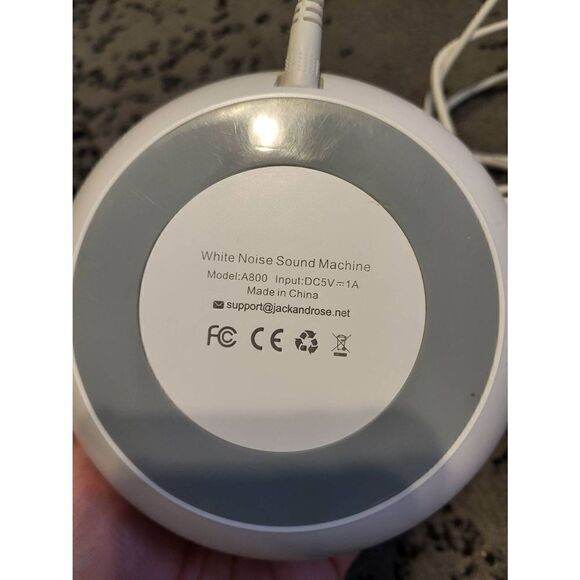 White Noise Sound Machine
Model:A800 Input:DC5V⎓1A
Made in China
support@jackandrose.net
FC CE